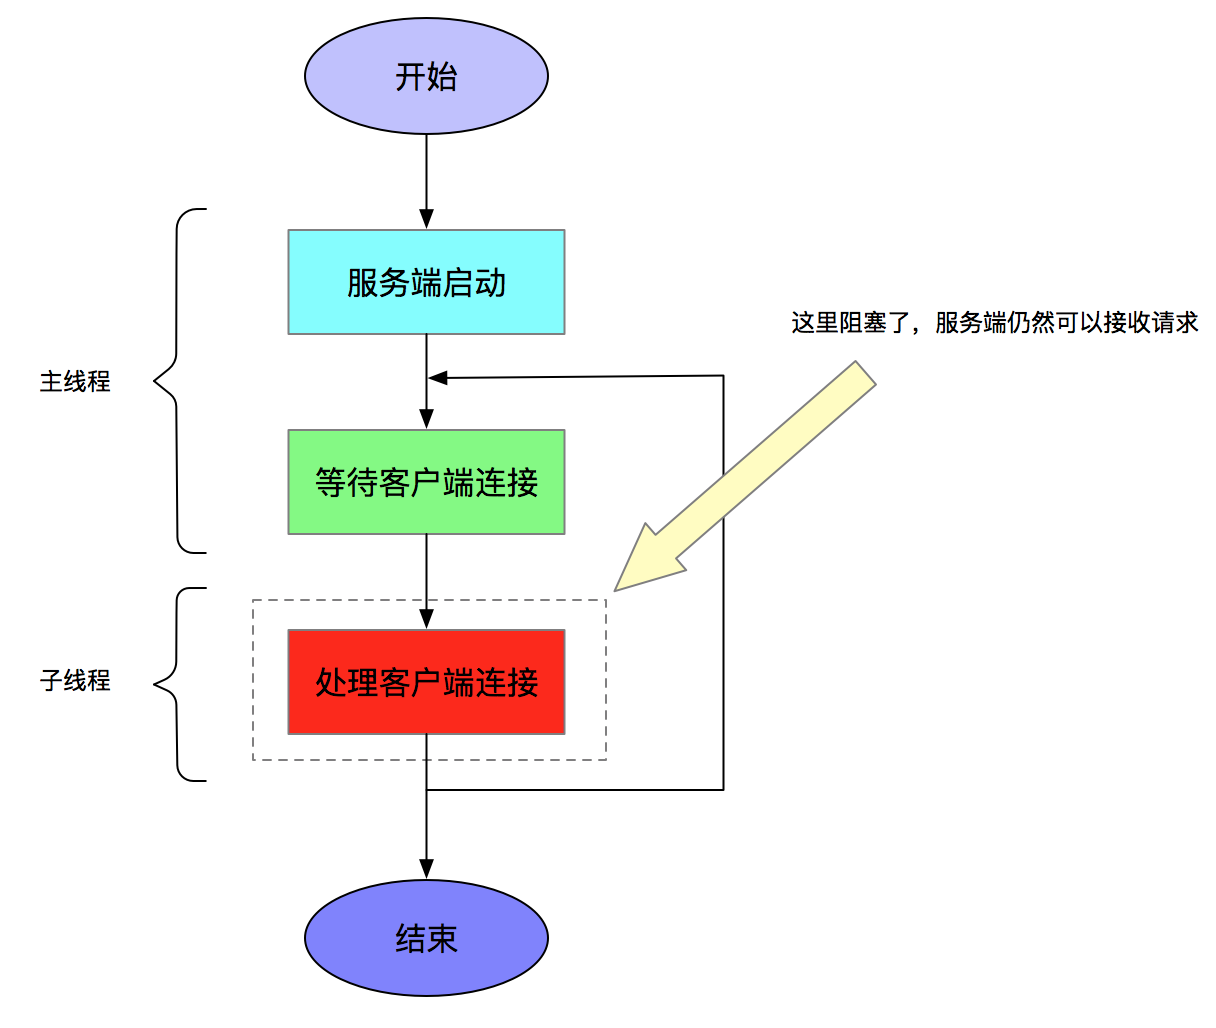 开始
服务端启动
这里阻塞了，服务端仍然可以接收请求
主线程
等待客户端连接
子线程
处理客户端连接
结束